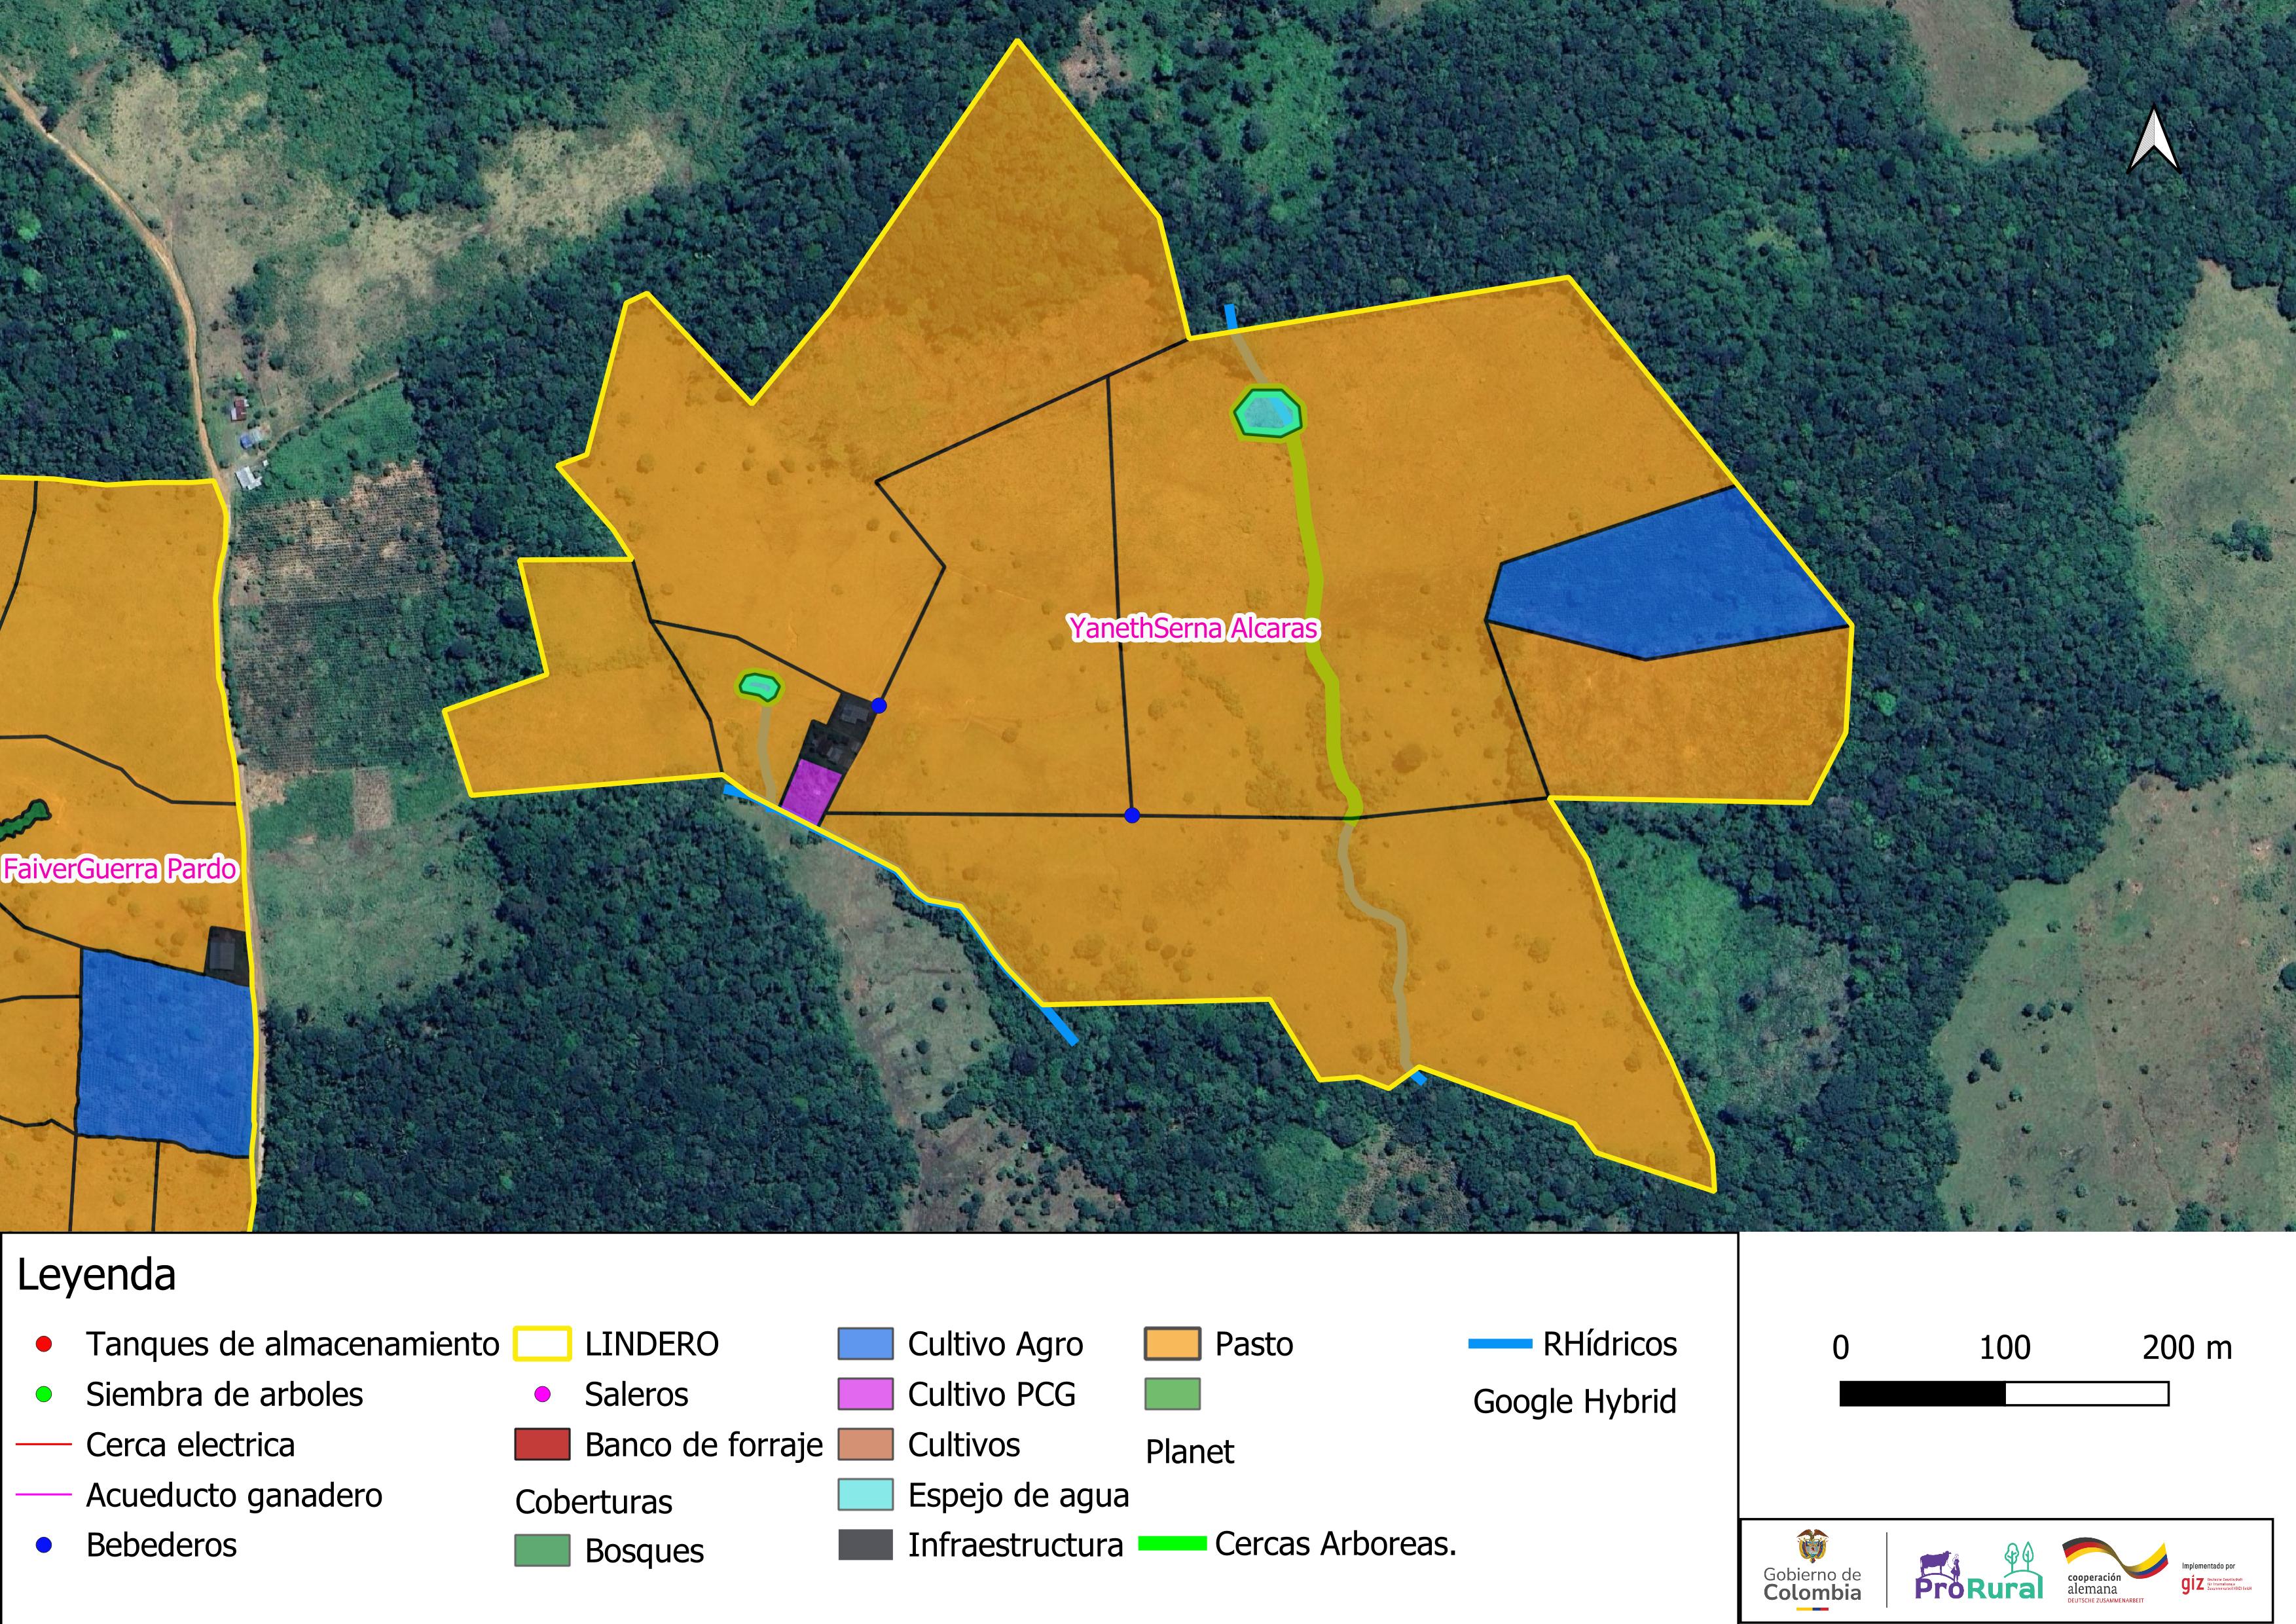 YanethSerna Alcaras
FaiverGuerra Pardo
Leyenda
Tanques de almacenamiento
Siembra de arboles
Cerca electrica
Acueducto ganadero
Bebederos
LINDERO
Saleros
Banco de forraje
Coberturas
Bosques
Cultivo Agro
Cultivo PCG
Cultivos
Espejo de agua
Infraestructura
Pasto
Planet
Cercas Arboreas.
RHídricos
Google Hybrid
0 100 200 m
Gobierno de
Colombia
ProRural
cooperación
alemana
DEUTSCHE ZUSAMMENARBEIT
Implementado por
giz